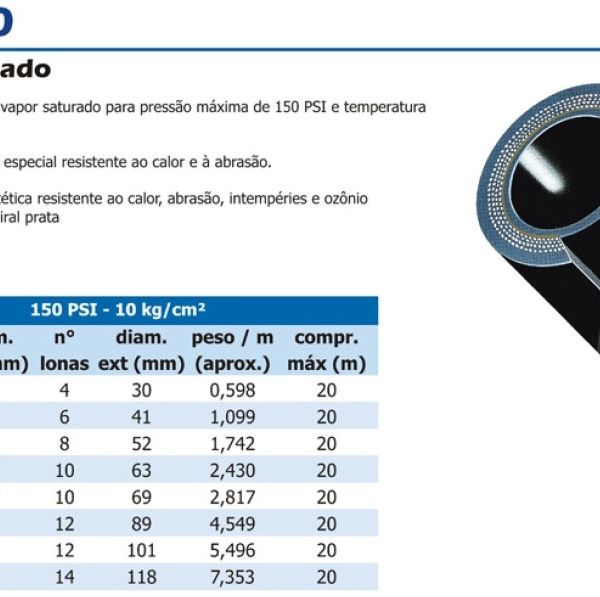 O
ado
vapor saturado para pressão máxima de 150 PSI e temperatura
especial resistente ao calor e à abrasão.
ética resistente ao calor, abrasão, intempéries e ozônio
iral prata
150 PSI - 10 kg/cm²
m. n° diam. peso / m compr.
nm) lonas ext (mm) (aprox.) máx (m)
4 30 0,598 20
6 41 1,099 20
8 52 1,742 20
10 63 2,430 20
10 69 2,817 20
12 89 4,549 20
12 101 5,496 20
14 118 7,353 20